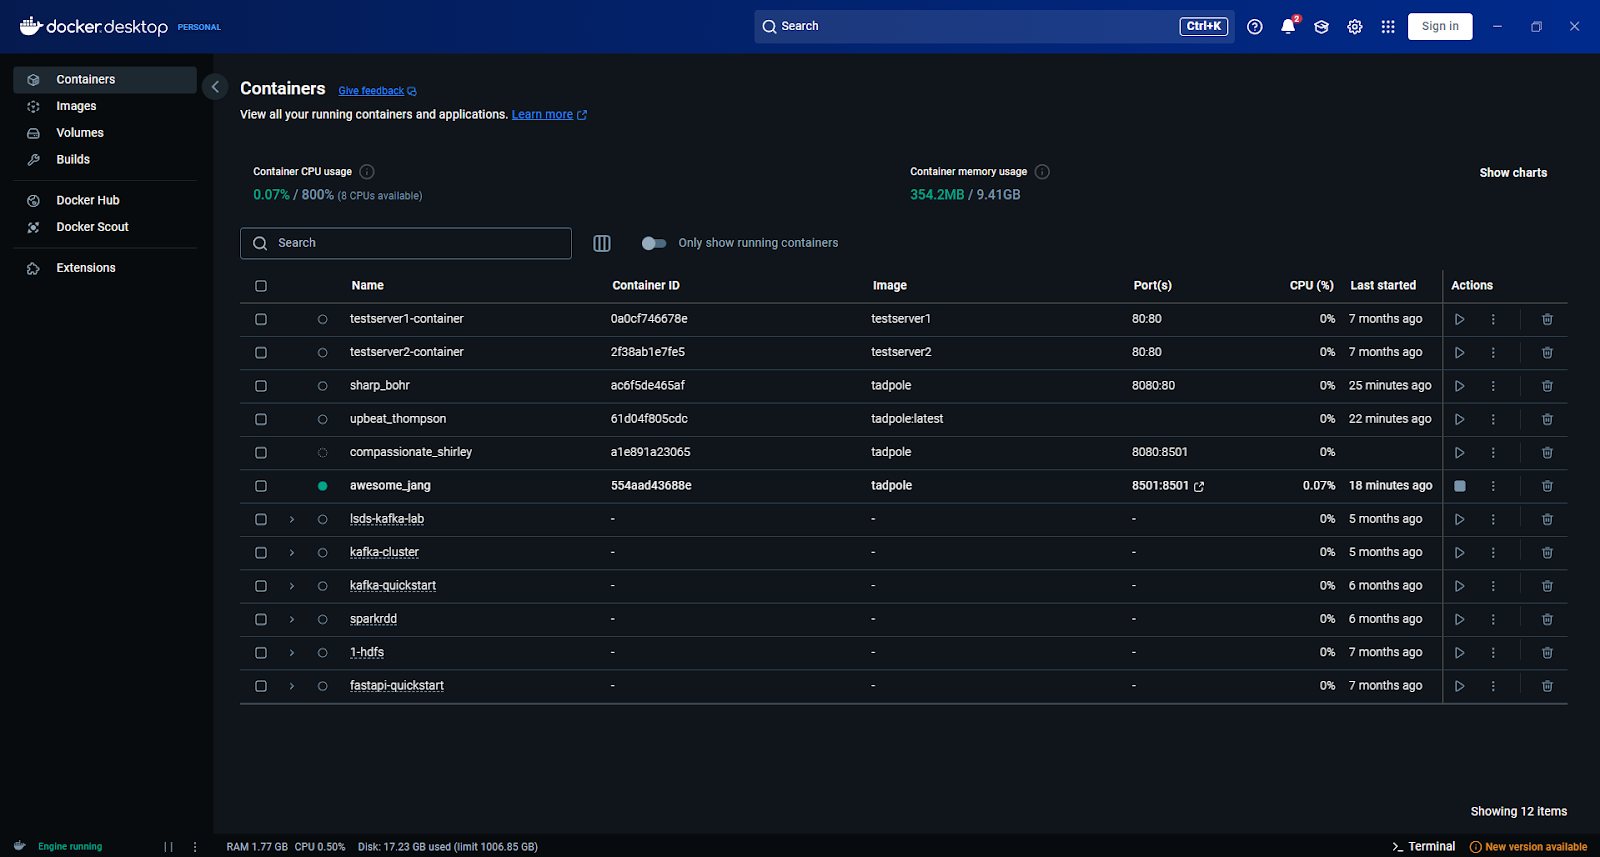 docker.desktop PERSONAL
Search Ctrl+K 2 Sign in
Containers
Images
Volumes
Builds
Docker Hub
Docker Scout
Extensions
Containers Give feedback
View all your running containers and applications. Learn more
Container CPU usage
0.07% / 800% (8 CPUs available)
Container memory usage
354.2MB / 9.41GB
Show charts
Search Only show running containers
Name Container ID Image Port(s) CPU (%) Last started Actions
testserver1-container 0a0cf746678e testserver1 80:80 0% 7 months ago
testserver2-container 2f38ab1e7fe5 testserver2 80:80 0% 7 months ago
sharp_bohr ac6f5de465af tadpole 8080:80 0% 25 minutes ago
upbeat_thompson 61d04f805cdc tadpole:latest 0% 22 minutes ago
compassionate_shirley a1e891a23065 tadpole 8080:8501 0%
awesome_jang 554aad43688e tadpole 8501:8501 0.07% 18 minutes ago
lsds-kafka-lab - - - 0% 5 months ago
kafka-cluster - - - 0% 5 months ago
kafka-quickstart - - - 0% 6 months ago
sparkrdd - - - 0% 6 months ago
1-hdfs - - - 0% 7 months ago
fastapi-quickstart - - - 0% 7 months ago
Showing 12 items
Engine running RAM 1.77 GB CPU 0.50% Disk: 17.23 GB used (limit 1006.85 GB) >_ Terminal New version available